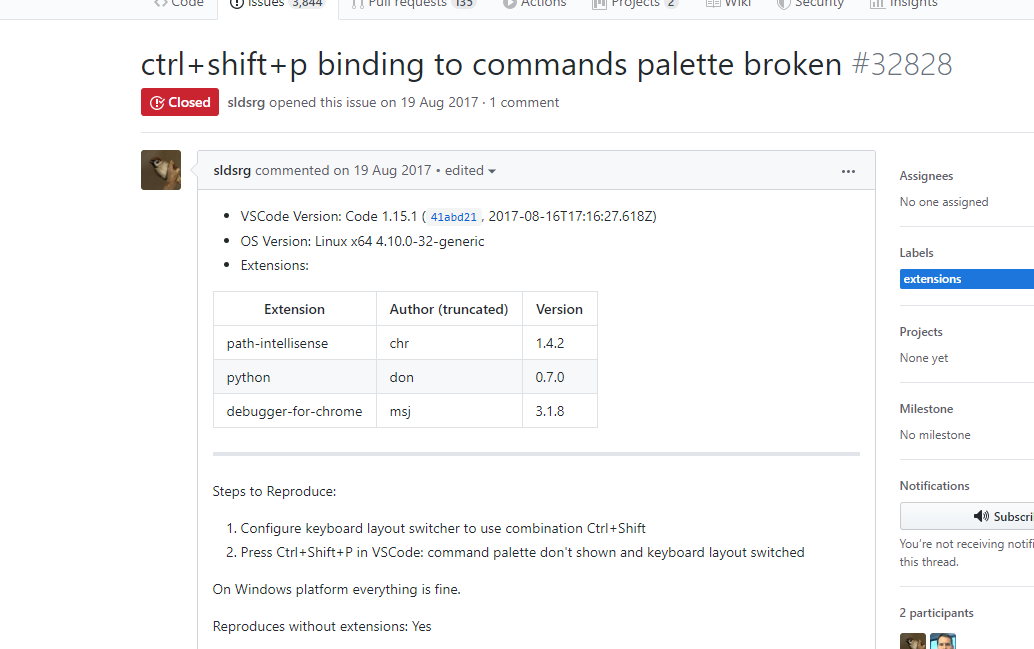 Code Issues 3,844 Pull requests 135 Actions Projects 2 Wiki Security Insights
ctrl+shift+p binding to commands palette broken #32828
Closed sldsrg opened this issue on 19 Aug 2017 · 1 comment
sldsrg commented on 19 Aug 2017 • edited
• VSCode Version: Code 1.15.1 ( 41abd21 , 2017-08-16T17:16:27.618Z)
• OS Version: Linux x64 4.10.0-32-generic
• Extensions:
Extension Author (truncated) Version
path-intellisense chr 1.4.2
python don 0.7.0
debugger-for-chrome msj 3.1.8
Steps to Reproduce:
1. Configure keyboard layout switcher to use combination Ctrl+Shift
2. Press Ctrl+Shift+P in VSCode: command palette don't shown and keyboard layout switched
On Windows platform everything is fine.
Reproduces without extensions: Yes
Assignees
No one assigned
Labels
extensions
Projects
None yet
Milestone
No milestone
Notifications
Subscri
You're not receiving notifi
this thread.
2 participants